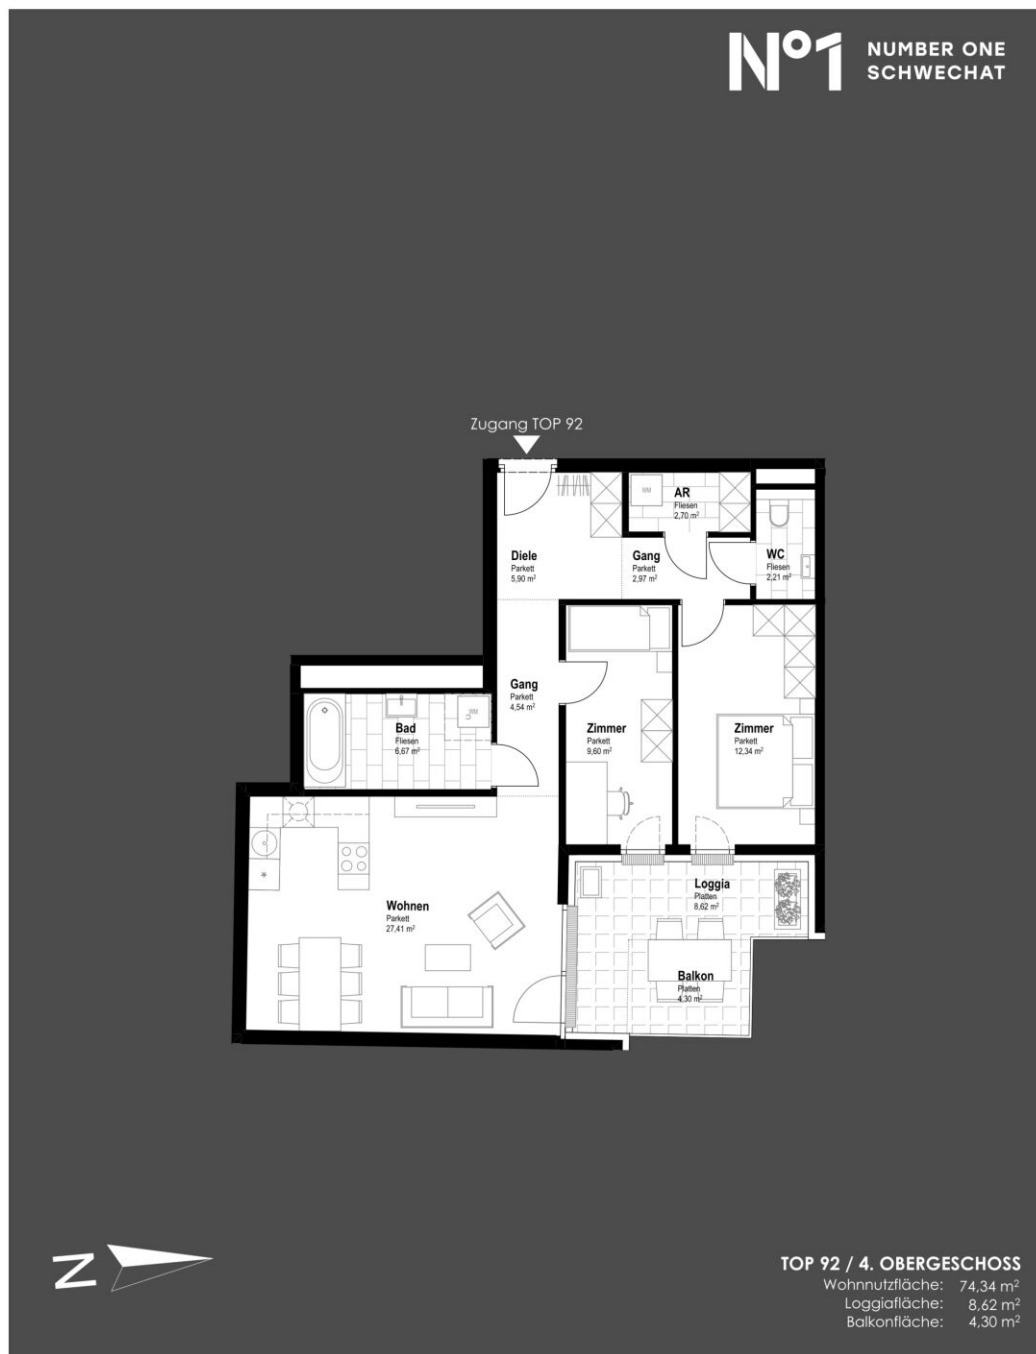 Nº1 NUMBER ONE
SCHWECHAT
Zugang TOP 92
WM
AR
Fliesen
2,70 m²
Diele
Parkett
5,90 m²
Gang
Parkett
2,97 m²
WC
Fliesen
2,21 m²
Gang
Parkett
4,54 m²
Bad
Fliesen
6,67 m²
WM
Zimmer
Parkett
9,60 m²
Zimmer
Parkett
12,34 m²
Wohnen
Parkett
27,41 m²
Loggia
Platten
8,62 m²
Balkon
Platten
4,30 m²
N
TOP 92 / 4. OBERGESCHOSS
Wohnnutzfläche: 74,34 m²
Loggiafläche: 8,62 m²
Balkonfläche: 4,30 m²